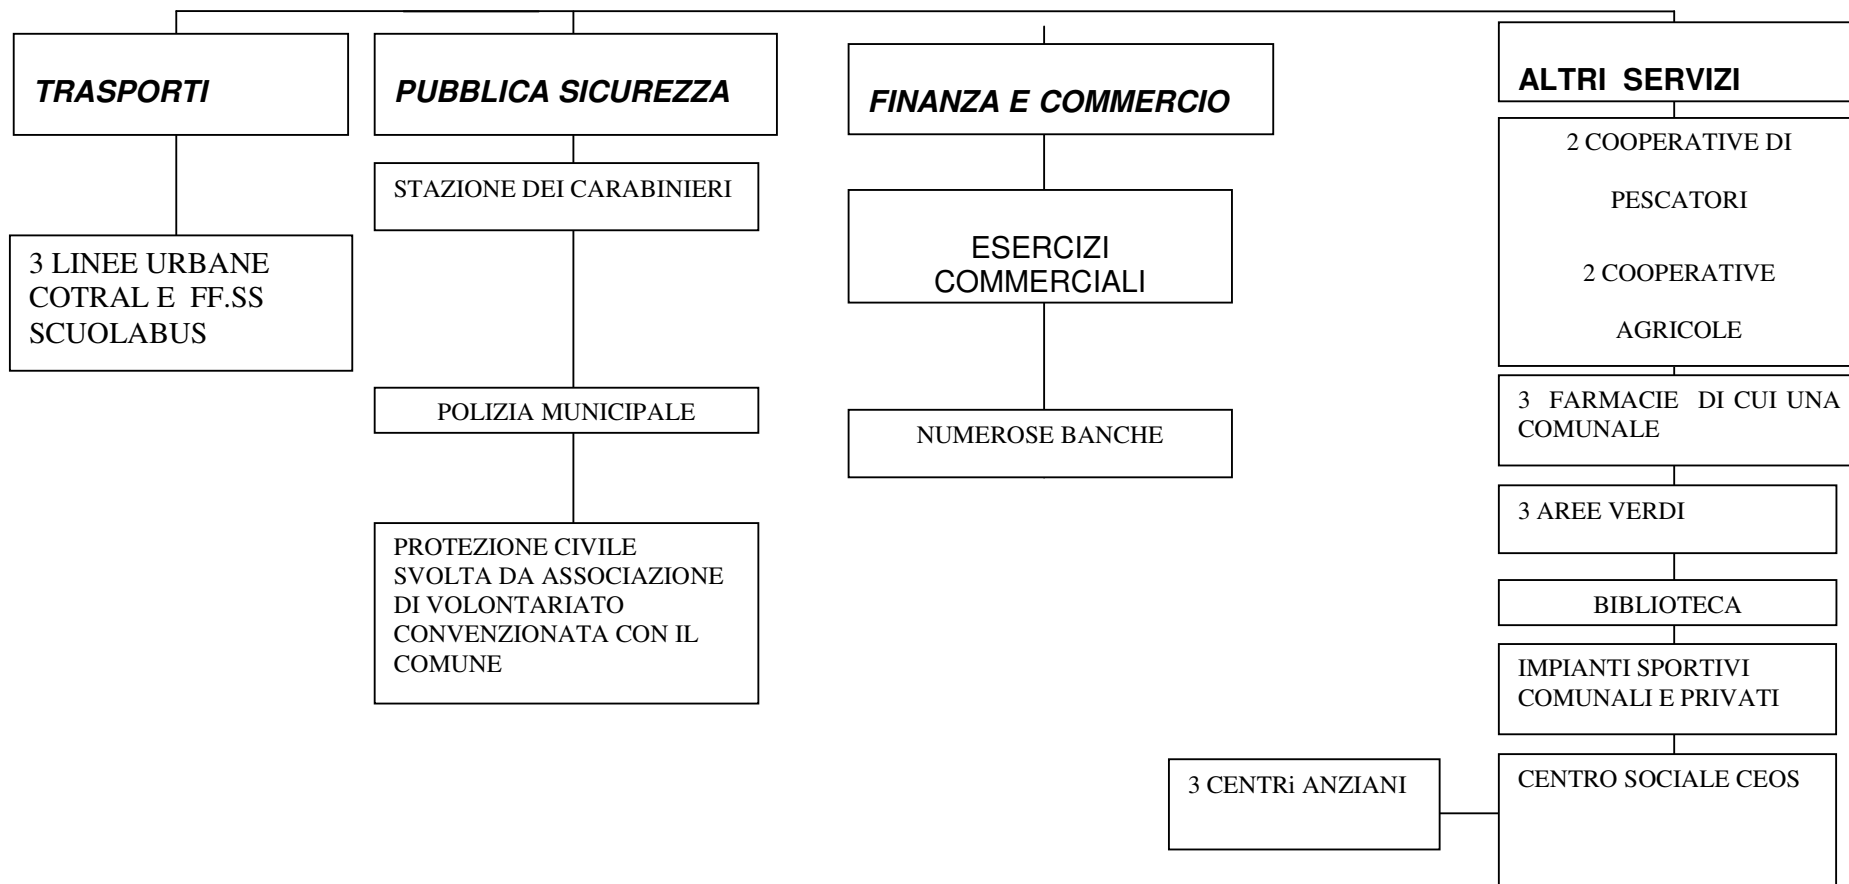 TRASPORTI
3 LINEE URBANE
COTRAL E FF.SS
SCUOLABUS
PUBBLICA SICUREZZA
STAZIONE DEI CARABINIERI
POLIZIA MUNICIPALE
PROTEZIONE CIVILE
SVOLTA DA ASSOCIAZIONE
DI VOLONTARIATO
CONVENZIONATA CON IL
COMUNE
FINANZA E COMMERCIO
ESERCIZI
COMMERCIALI
NUMEROSE BANCHE
ALTRI SERVIZI
2 COOPERATIVE DI
PESCATORI
2 COOPERATIVE
AGRICOLE
3 FARMACIE DI CUI UNA
COMUNALE
3 AREE VERDI
BIBLIOTECA
IMPIANTI SPORTIVI
COMUNALI E PRIVATI
CENTRO SOCIALE CEOS
3 CENTRi ANZIANI